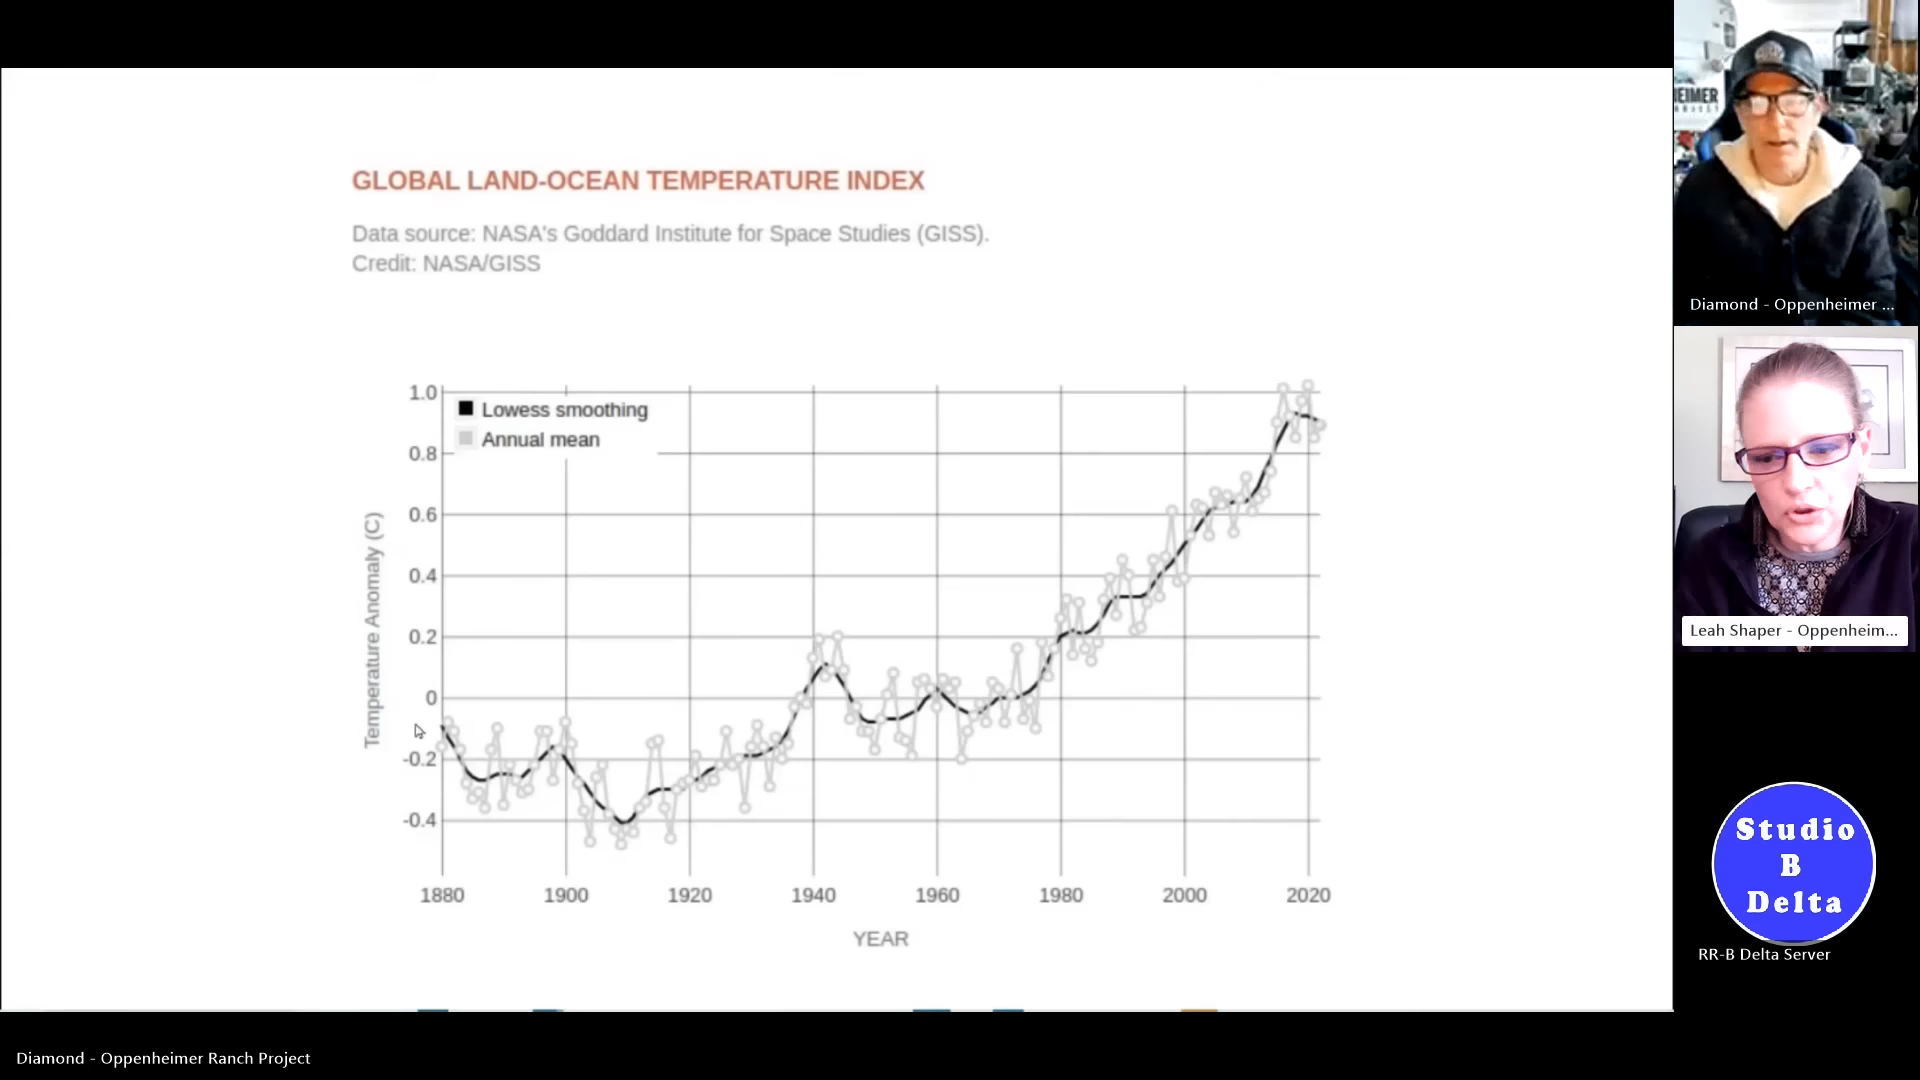 GLOBAL LAND-OCEAN TEMPERATURE INDEX
Data source: NASA's Goddard Institute for Space Studies (GISS).
Credit: NASA/GISS
Lowess smoothing
Annual mean
Temperature Anomaly (C)
1.0
0.8
0.6
0.4
0.2
0
-0.2
-0.4
1880 1900 1920 1940 1960 1980 2000 2020
YEAR
EIMER
Diamond - Oppenheimer ...
Leah Shaper - Oppenheim...
Studio
B
Delta
RR-B Delta Server
Diamond - Oppenheimer Ranch Project